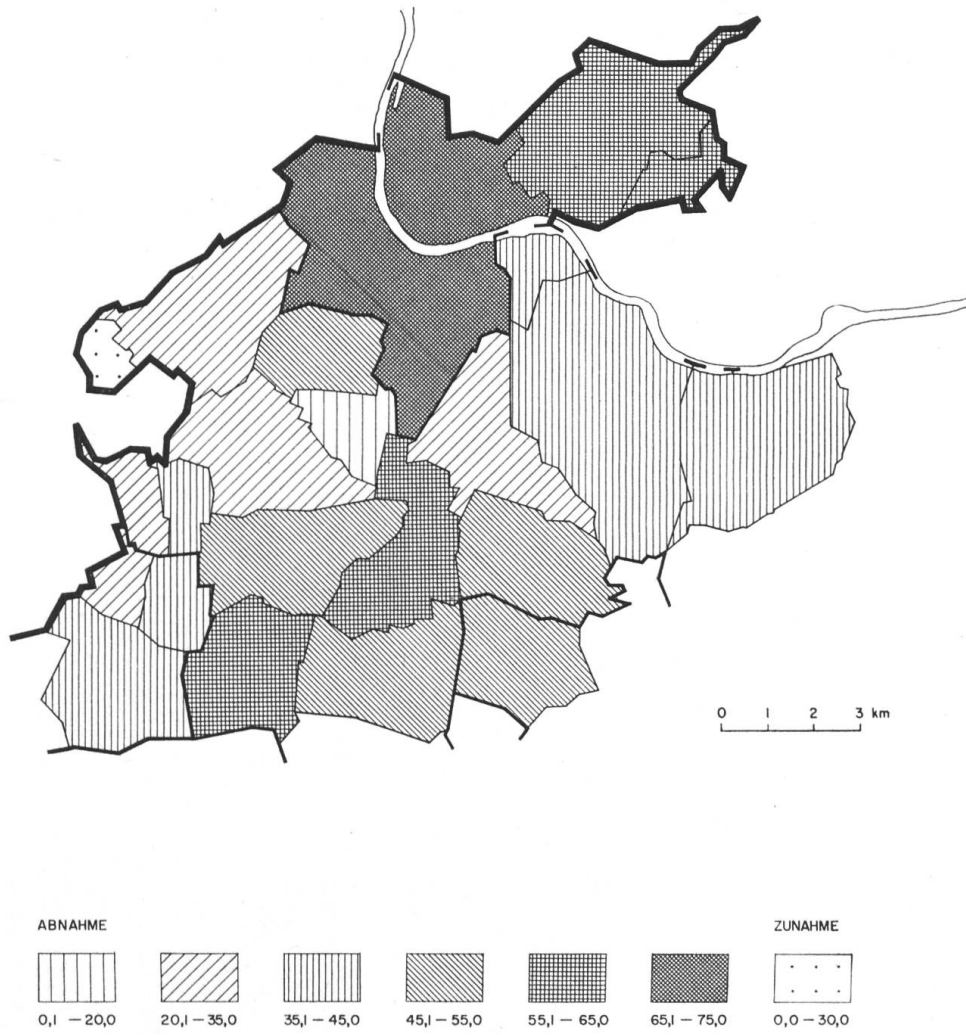 0 1 2 3 km
ABNAHME ZUNAHME
0,1 — 20,0 20,1 — 35,0 35,1 — 45,0 45,1 — 55,0 55,1 — 65,0 65,1 — 75,0 0,0 — 30,0